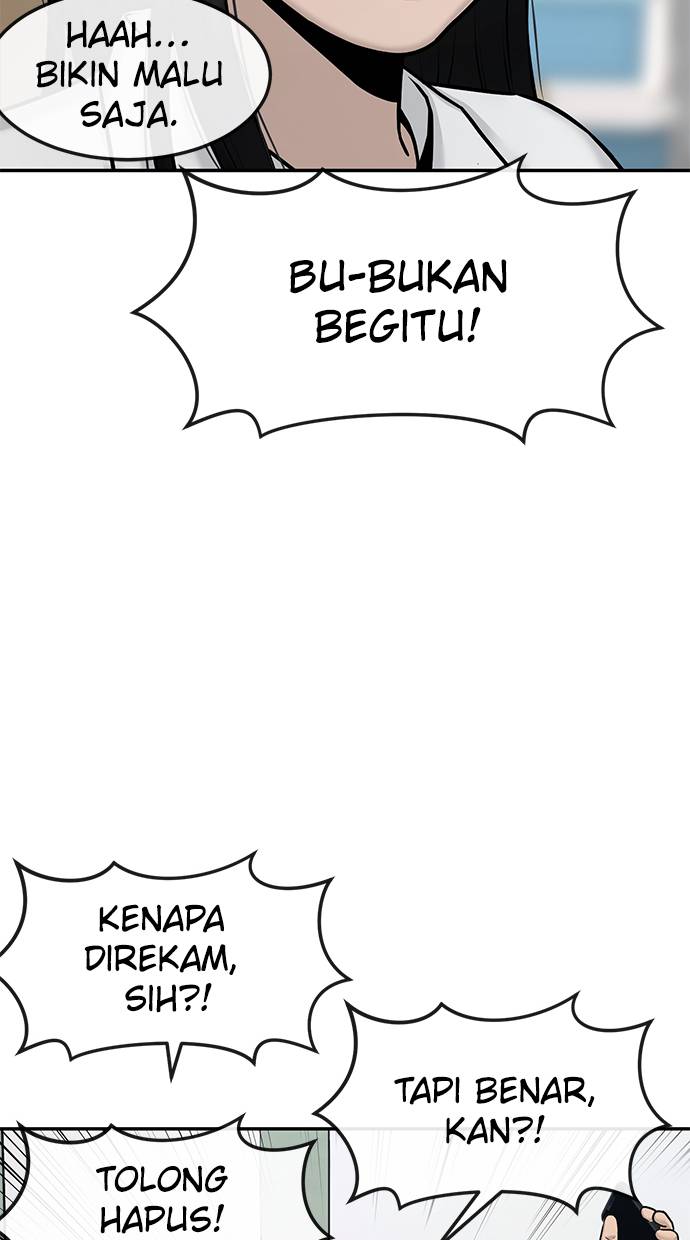 HAAH...
BIKIN MALU
SAJA.
BU-BUKAN
BEGITU!
KENAPA
DIREKAM,
SIH?!
TAPI BENAR,
KAN?!
TOLONG
HAPUS!